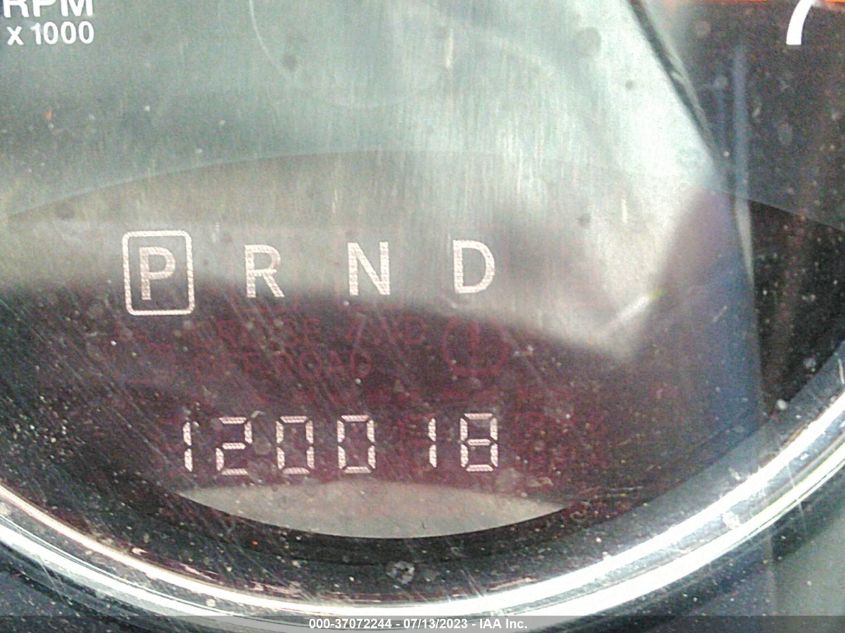 RPM
x 1000
7
P R N D
120018
000-37072244 - 07/13/2023 - IAA Inc.